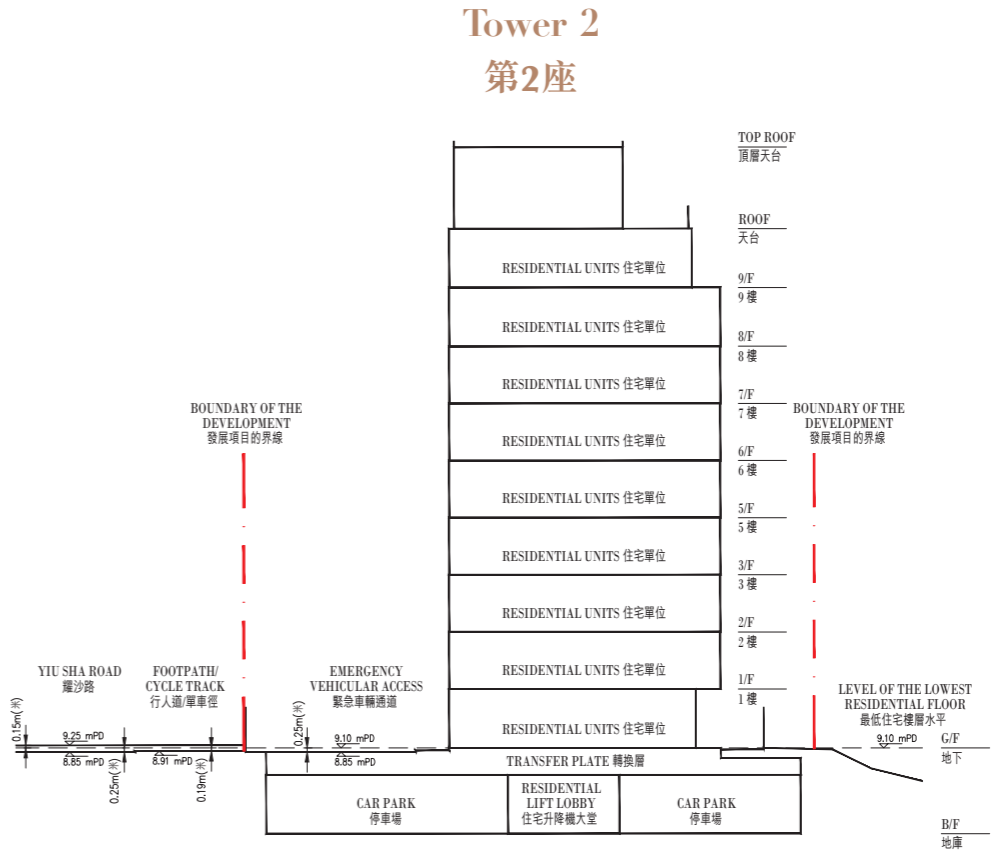 Tower 2
第2座
TOP ROOF
頂層天台
ROOF
天台
RESIDENTIAL UNITS 住宅單位
9/F
9 樓
RESIDENTIAL UNITS 住宅單位
8/F
8 樓
RESIDENTIAL UNITS 住宅單位
7/F
7 樓
BOUNDARY OF THE
DEVELOPMENT
發展項目的界線
BOUNDARY OF THE
DEVELOPMENT
發展項目的界線
RESIDENTIAL UNITS 住宅單位
6/F
6 樓
RESIDENTIAL UNITS 住宅單位
5/F
5 樓
RESIDENTIAL UNITS 住宅單位
3/F
3 樓
RESIDENTIAL UNITS 住宅單位
2/F
2 樓
RESIDENTIAL UNITS 住宅單位
1/F
1 樓
YIU SHA ROAD
耀沙路
FOOTPATH/
CYCLE TRACK
行人道/單車徑
EMERGENCY
VEHICULAR ACCESS
緊急車輛通道
LEVEL OF THE LOWEST
RESIDENTIAL FLOOR
最低住宅樓層水平
RESIDENTIAL UNITS 住宅單位
0.15m(米)
9.25 mPD
8.85 mPD
0.25m(米)
8.91 mPD
0.19m(米)
0.25m(米)
9.10 mPD
8.85 mPD
9.10 mPD
G/F
地下
TRANSFER PLATE 轉換層
CAR PARK
停車場
RESIDENTIAL
LIFT LOBBY
住宅升降機大堂
CAR PARK
停車場
B/F
地庫